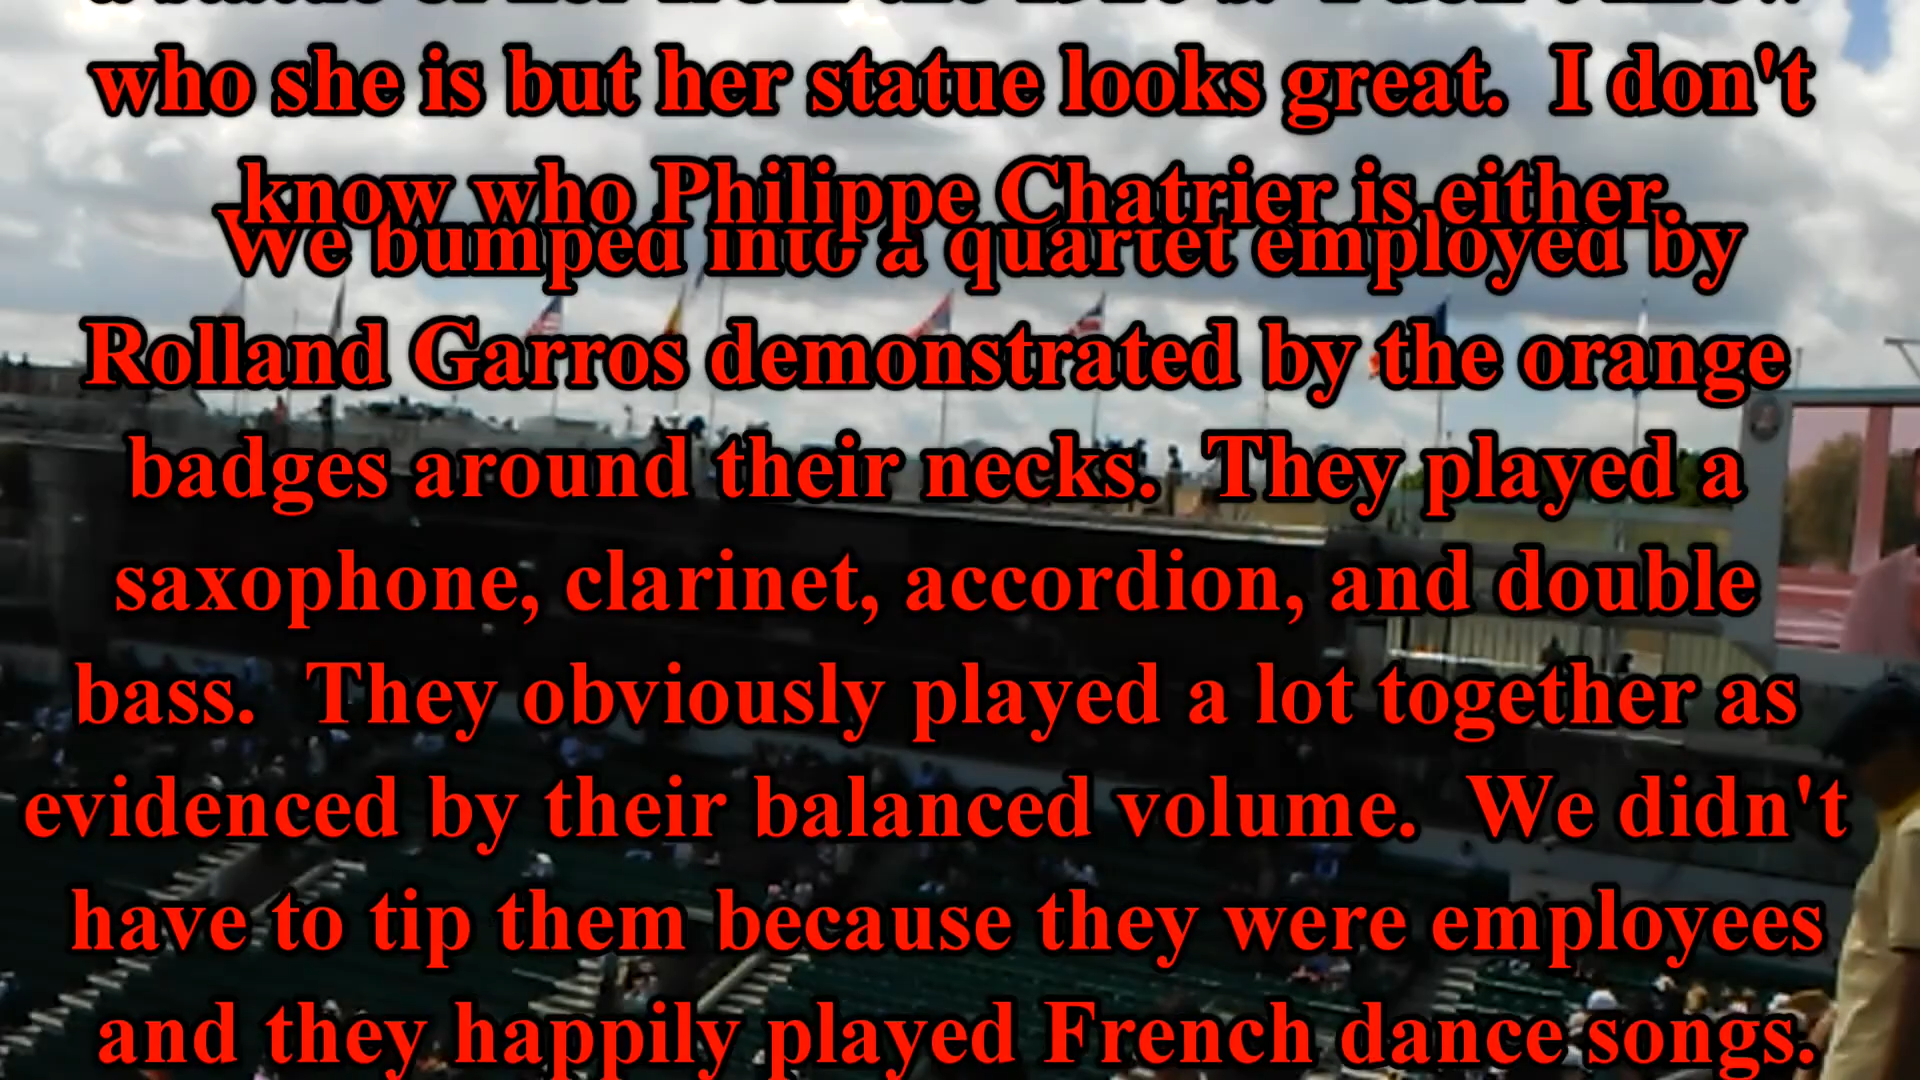 who she is but her statue looks great.  I don't
know who Philippe Chatrier is either.
We bumped into a quartet employed by
Rolland Garros demonstrated by the orange
badges around their necks.  They played a
saxophone, clarinet, accordion, and double
bass.  They obviously played a lot together as
evidenced by their balanced volume.  We didn't
have to tip them because they were employees
and they happily played French dance songs.